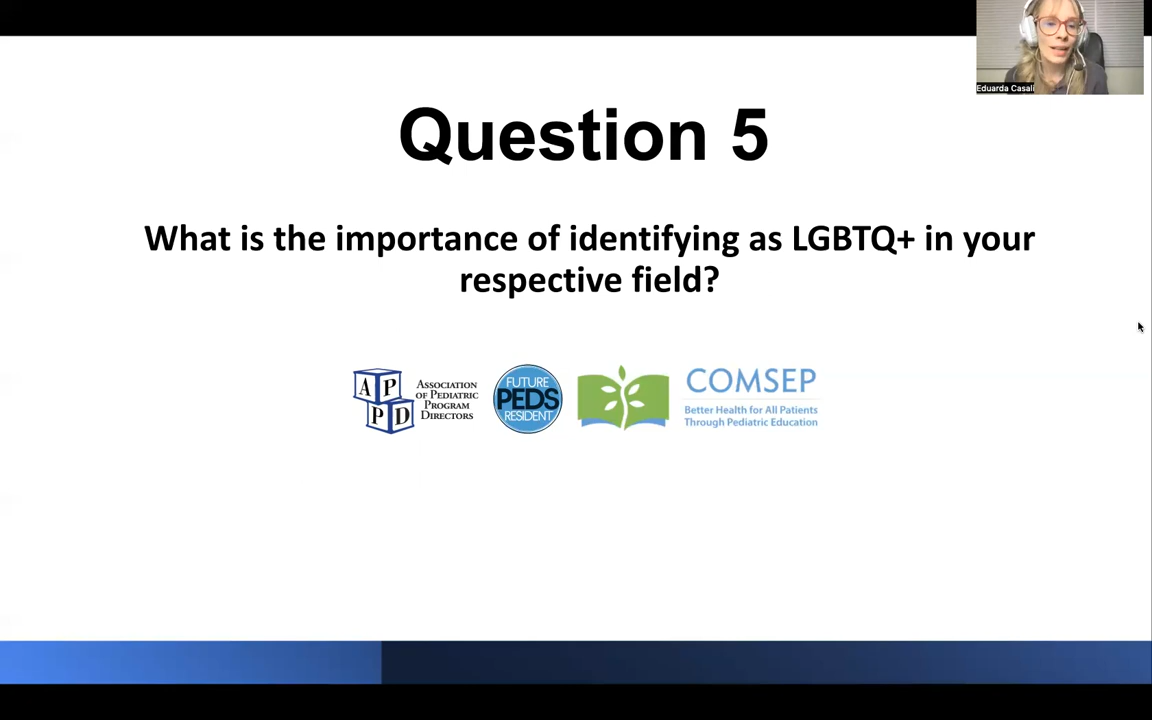 Eduarda Casali
Question 5
What is the importance of identifying as LGBTQ+ in your
respective field?
A P
P D
ASSOCIATION
OF PEDIATRIC
PROGRAM
DIRECTORS
FUTURE
PEDS
RESIDENT
COMSEP
Better Health for All Patients
Through Pediatric Education